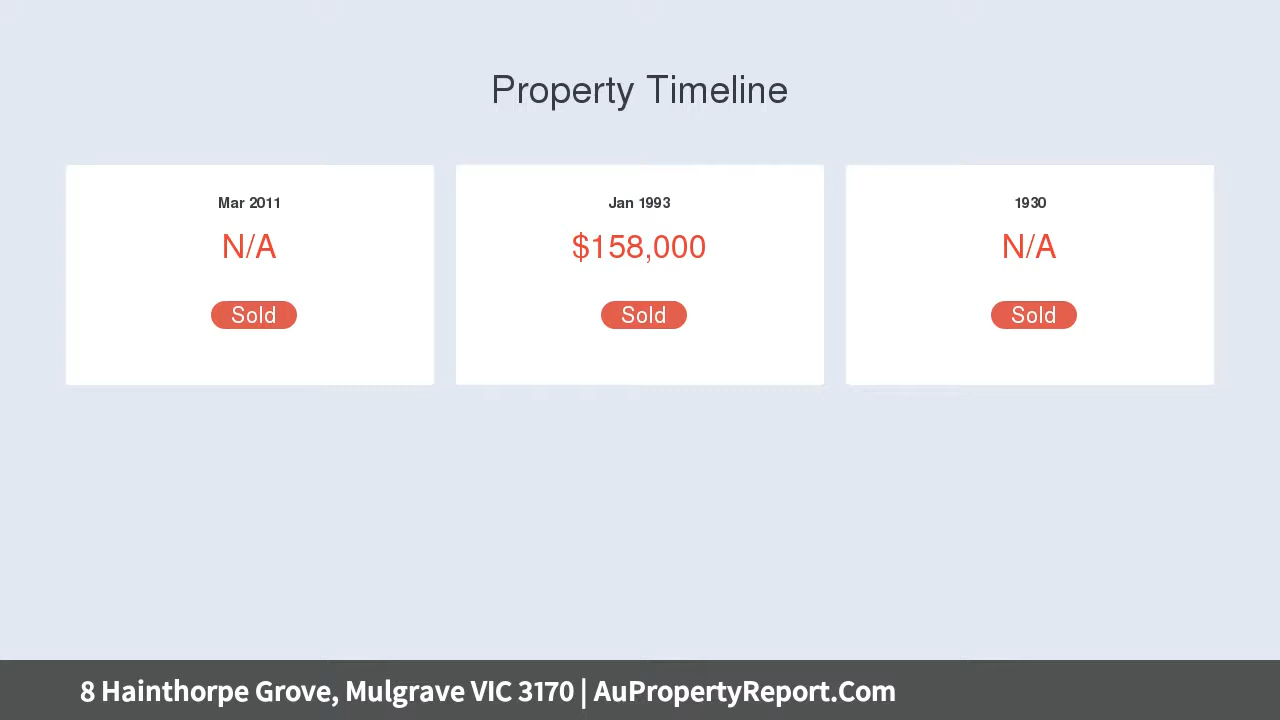 Property Timeline
Mar 2011
N/A
Sold
Jan 1993
$158,000
Sold
1930
N/A
Sold
8 Hainthorpe Grove, Mulgrave VIC 3170 | AuPropertyReport.Com